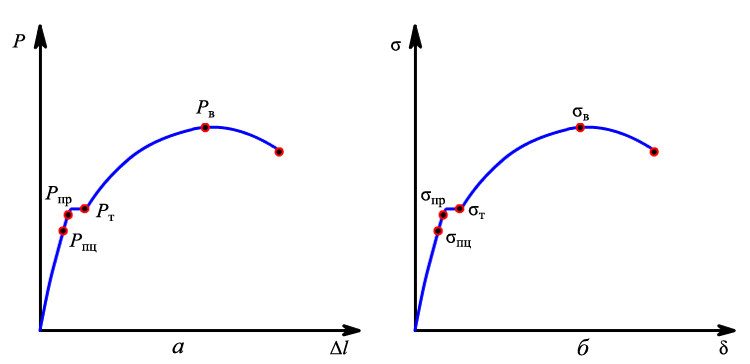 P
P_в
P_пр
P_т
P_пц
а
Δl
σ
σ_в
σ_пр
σ_т
σ_пц
б
δ